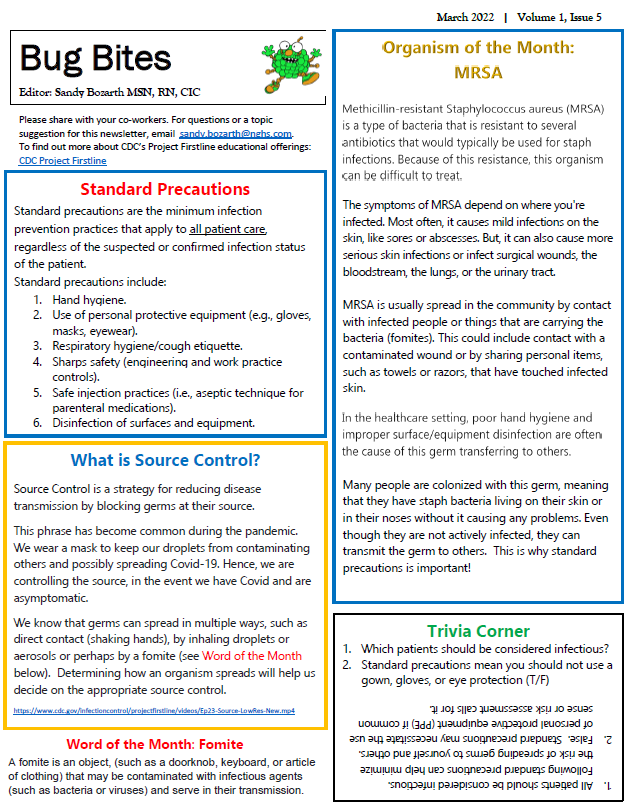 March 2022 | Volume 1, Issue 5
Bug Bites
Editor: Sandy Bozarth MSN, RN, CIC
Please share with your co-workers. For questions or a topic
suggestion for this newsletter, email sandy.bozarth@nghs.com.
To find out more about CDC's Project Firstline educational offerings:
CDC Project Firstline
Standard Precautions
Standard precautions are the minimum infection
prevention practices that apply to all patient care,
regardless of the suspected or confirmed infection status
of the patient.
Standard precautions include:
1. Hand hygiene.
2. Use of personal protective equipment (e.g., gloves,
masks, eyewear).
3. Respiratory hygiene/cough etiquette.
4. Sharps safety (engineering and work practice
controls).
5. Safe injection practices (i.e., aseptic technique for
parenteral medications).
6. Disinfection of surfaces and equipment.
What is Source Control?
Source Control is a strategy for reducing disease
transmission by blocking germs at their source.
This phrase has become common during the pandemic.
We wear a mask to keep our droplets from contaminating
others and possibly spreading Covid-19. Hence, we are
controlling the source, in the event we have Covid and are
asymptomatic.
We know that germs can spread in multiple ways, such as
direct contact (shaking hands), by inhaling droplets or
aerosols or perhaps by a fomite (see Word of the Month
below). Determining how an organism spreads will help us
decide on the appropriate source control.
https://www.cdc.gov/infectioncontrol/projectfirstline/videos/Ep23-Source-LowRes-New.mp4
Word of the Month: Fomite
A fomite is an object, (such as a doorknob, keyboard, or article
of clothing) that may be contaminated with infectious agents
(such as bacteria or viruses) and serve in their transmission.
Organism of the Month:
MRSA
Methicillin-resistant Staphylococcus aureus (MRSA)
is a type of bacteria that is resistant to several
antibiotics that would typically be used for staph
infections. Because of this resistance, this organism
can be difficult to treat.
The symptoms of MRSA depend on where you're
infected. Most often, it causes mild infections on the
skin, like sores or abscesses. But, it can also cause more
serious skin infections or infect surgical wounds, the
bloodstream, the lungs, or the urinary tract.
MRSA is usually spread in the community by contact
with infected people or things that are carrying the
bacteria (fomites). This could include contact with a
contaminated wound or by sharing personal items,
such as towels or razors, that have touched infected
skin.
In the healthcare setting, poor hand hygiene and
improper surface/equipment disinfection are often
the cause of this germ transferring to others.
Many people are colonized with this germ, meaning
that they have staph bacteria living on their skin or
in their noses without it causing any problems. Even
though they are not actively infected, they can
transmit the germ to others. This is why standard
precautions is important!
Trivia Corner
1. Which patients should be considered infectious?
2. Standard precautions mean you should not use a
gown, gloves, or eye protection (T/F)
1. All patients should be considered infectious.
Following standard precautions can help minimize
the risk of spreading germs to yourself and others.
2. False. Standard precautions may necessitate the use
of personal protective equipment (PPE) if common
sense or risk assessment calls for it.